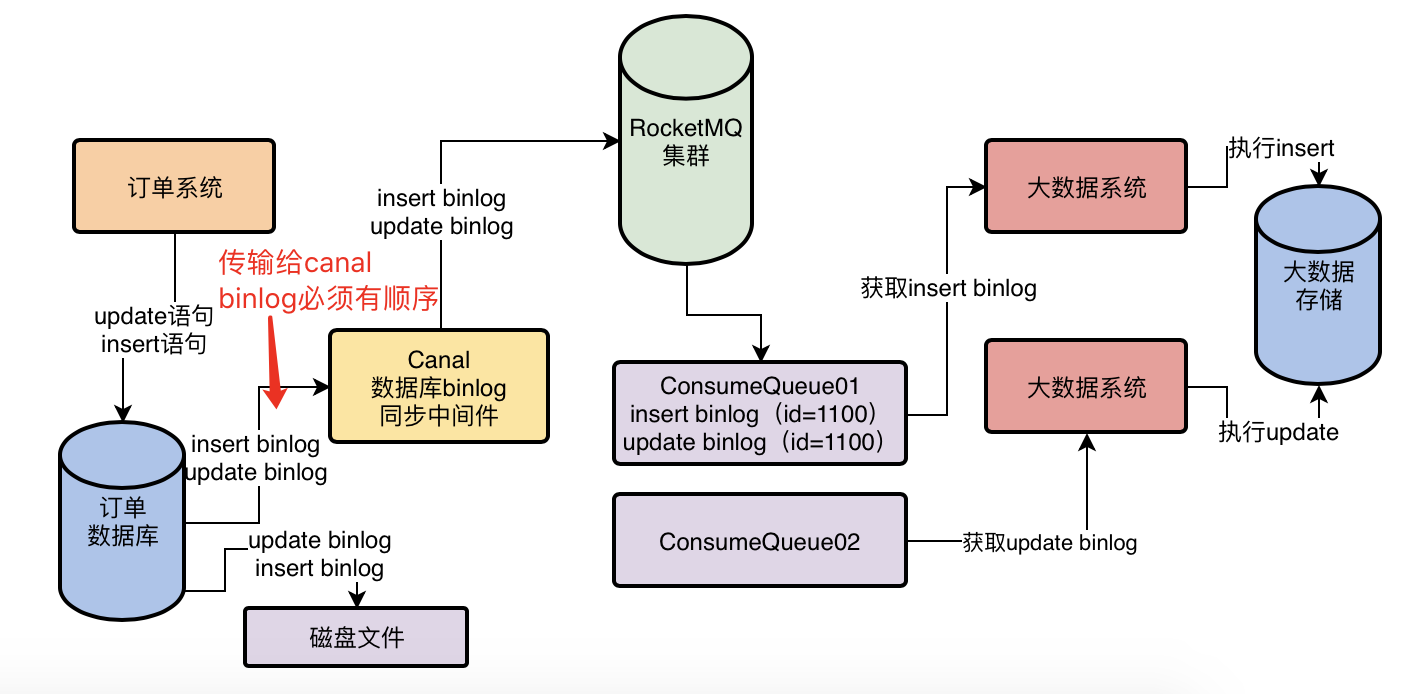 RocketMQ
集群
订单系统
insert binlog
update binlog
传输给canal
binlog必须有顺序
update语句
insert语句
Canal
数据库binlog
同步中间件
insert binlog
update binlog
订单
数据库
update binlog
insert binlog
磁盘文件
ConsumeQueue01
insert binlog（id=1100）
update binlog（id=1100）
ConsumeQueue02
获取insert binlog
获取update binlog
大数据系统
执行insert
大数据
存储
大数据系统
执行update